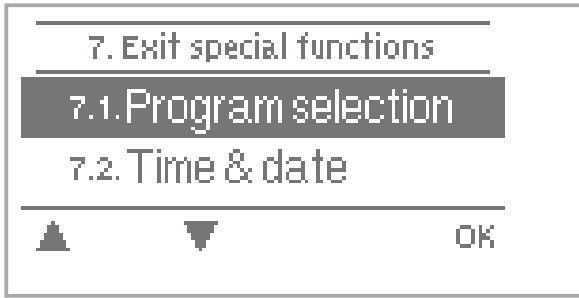 7. Exit special functions
7.1. Program selection
7.2. Time & date
OK